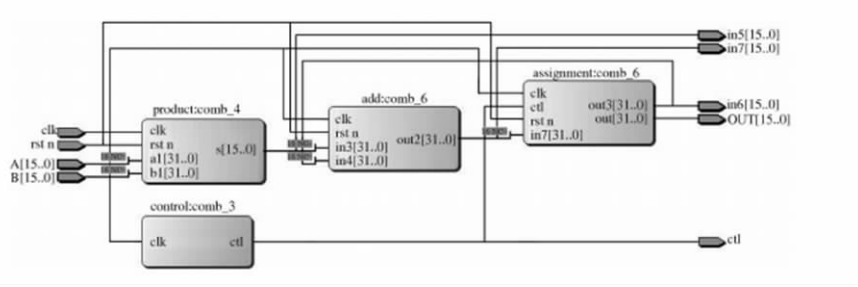 in5[15..0]
in7[15..0]
assignment:comb_6
clk
ctl
rst n
in7[31..0]
out3[31..0]
out[31..0]
in6[15..0]
OUT[15..0]
add:comb_6
clk
rst n
in3[31..0]
in4[31..0]
out2[31..0]
product:comb_4
clk
rst n
a1[31..0]
b1[31..0]
s[15..0]
clk
rst n
A[15..0]
B[15..0]
control:comb_3
clk
ctl
ctl